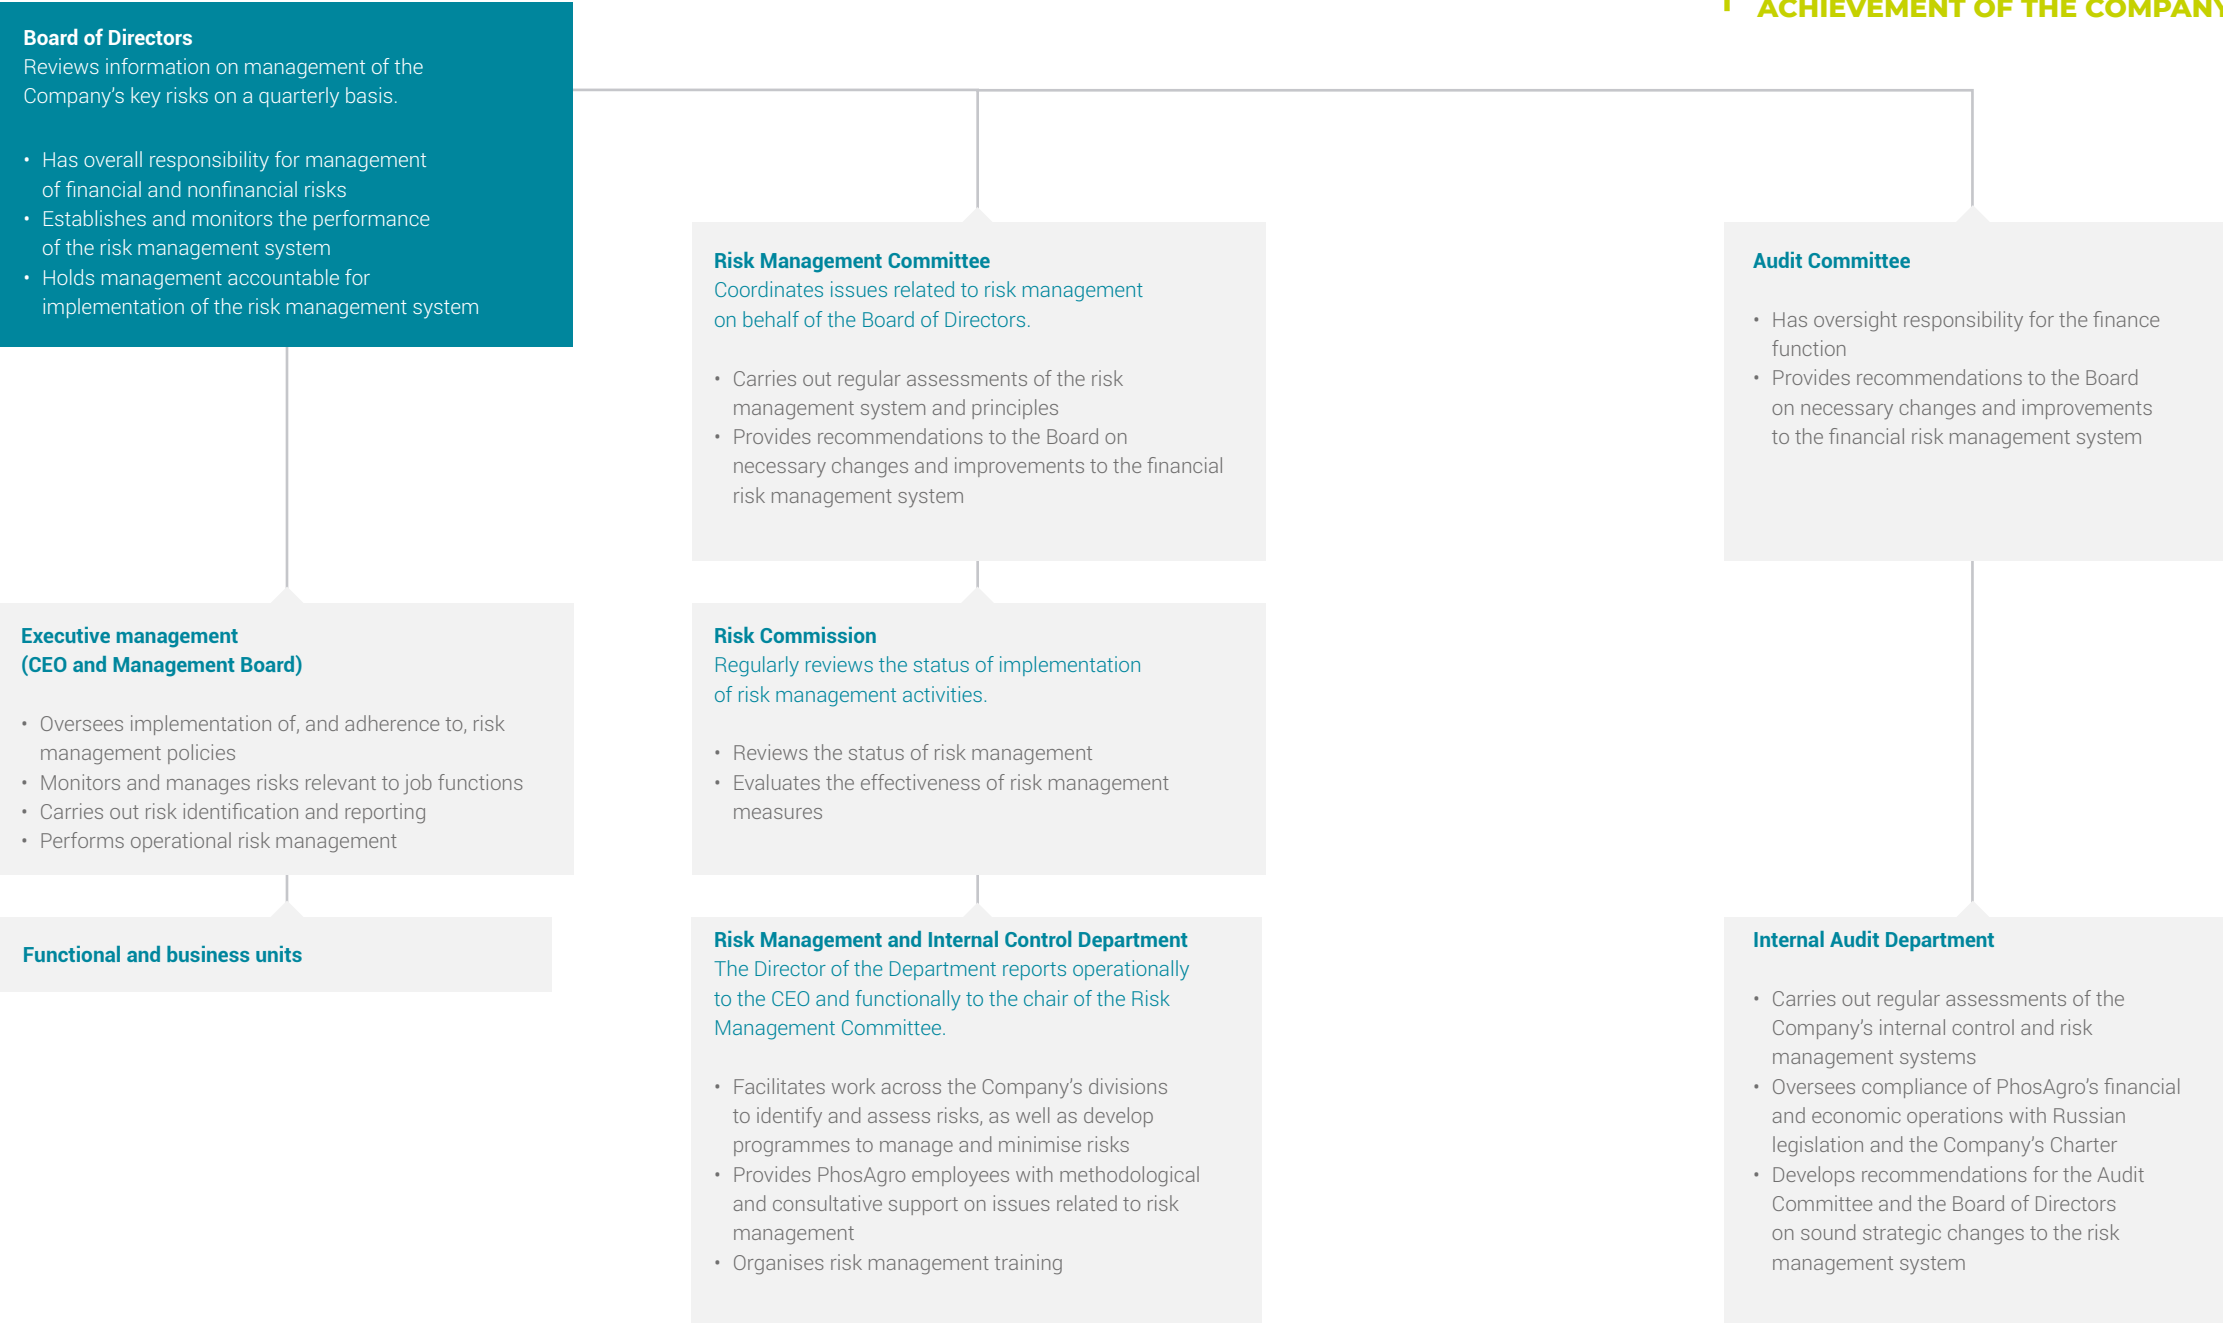 ACHIEVEMENT OF THE COMPANY
Board of Directors
Reviews information on management of the
Company’s key risks on a quarterly basis.
• Has overall responsibility for management
of financial and nonfinancial risks
• Establishes and monitors the performance
of the risk management system
• Holds management accountable for
implementation of the risk management system
Risk Management Committee
Coordinates issues related to risk management
on behalf of the Board of Directors.
• Carries out regular assessments of the risk
management system and principles
• Provides recommendations to the Board on
necessary changes and improvements to the financial
risk management system
Audit Committee
• Has oversight responsibility for the finance
function
• Provides recommendations to the Board
on necessary changes and improvements
to the financial risk management system
Executive management
(CEO and Management Board)
• Oversees implementation of, and adherence to, risk
management policies
• Monitors and manages risks relevant to job functions
• Carries out risk identification and reporting
• Performs operational risk management
Risk Commission
Regularly reviews the status of implementation
of risk management activities.
• Reviews the status of risk management
• Evaluates the effectiveness of risk management
measures
Functional and business units
Risk Management and Internal Control Department
The Director of the Department reports operationally
to the CEO and functionally to the chair of the Risk
Management Committee.
• Facilitates work across the Company’s divisions
to identify and assess risks, as well as develop
programmes to manage and minimise risks
• Provides PhosAgro employees with methodological
and consultative support on issues related to risk
management
• Organises risk management training
Internal Audit Department
• Carries out regular assessments of the
Company’s internal control and risk
management systems
• Oversees compliance of PhosAgro’s financial
and economic operations with Russian
legislation and the Company’s Charter
• Develops recommendations for the Audit
Committee and the Board of Directors
on sound strategic changes to the risk
management system